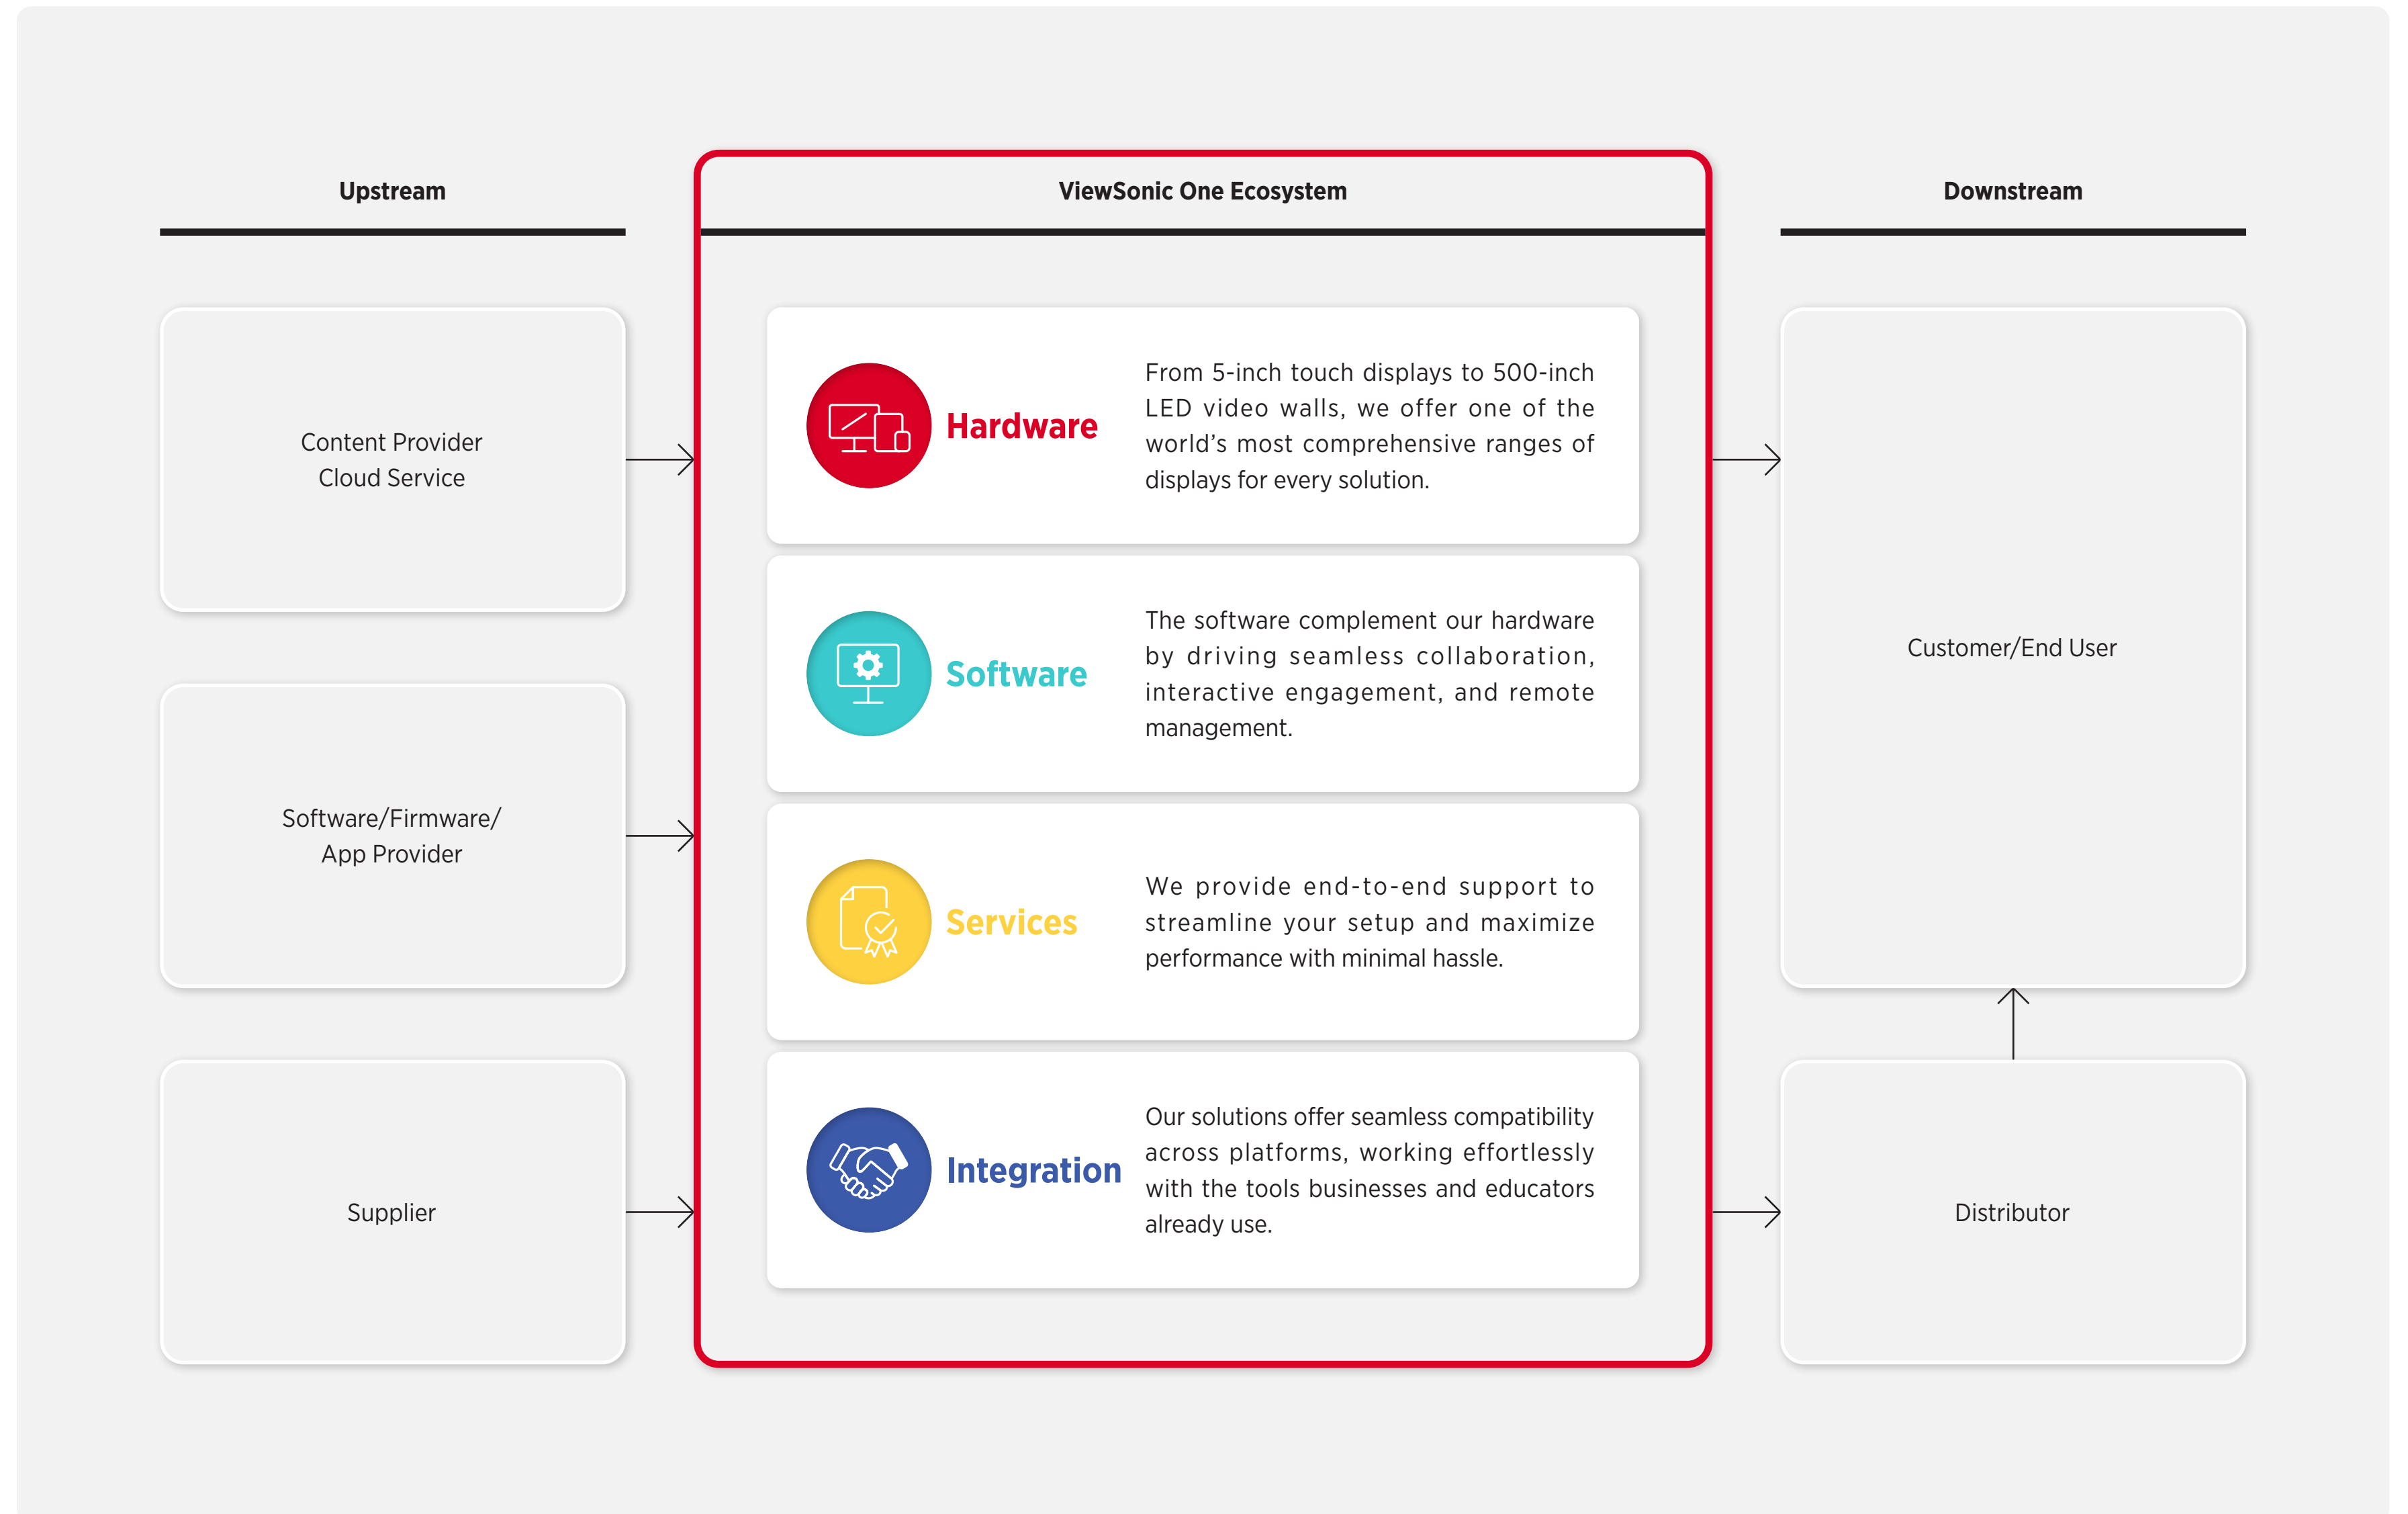 Upstream
ViewSonic One Ecosystem
Downstream
Content Provider
Cloud Service
Software/Firmware/
App Provider
Supplier
Hardware
From 5-inch touch displays to 500-inch
LED video walls, we offer one of the
world’s most comprehensive ranges of
displays for every solution.
Software
The software complement our hardware
by driving seamless collaboration,
interactive engagement, and remote
management.
Services
We provide end-to-end support to
streamline your setup and maximize
performance with minimal hassle.
Integration
Our solutions offer seamless compatibility
across platforms, working effortlessly
with the tools businesses and educators
already use.
Customer/End User
Distributor